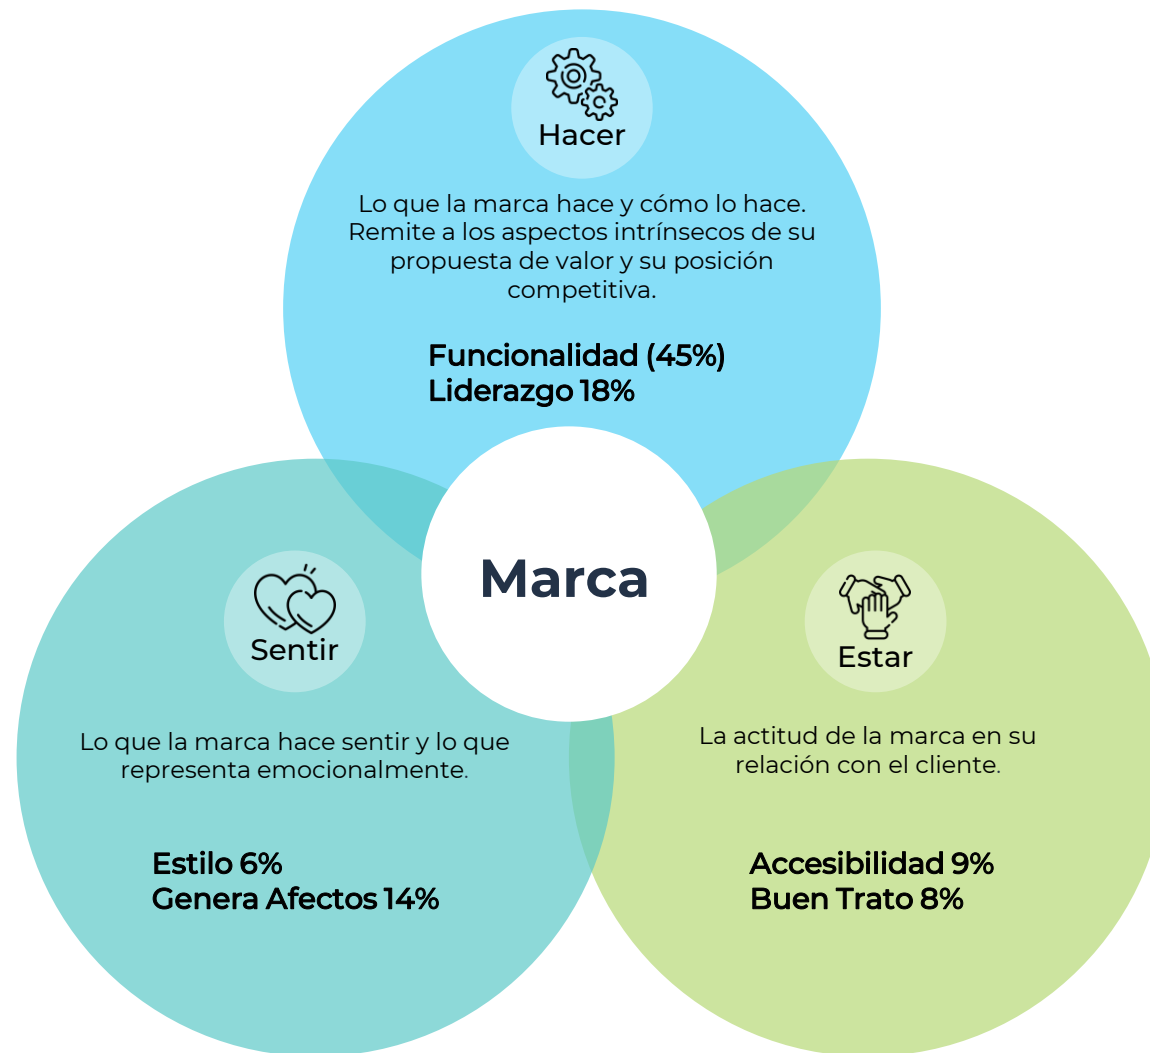 Hacer
Lo que la marca hace y cómo lo hace.
Remite a los aspectos intrínsecos de su
propuesta de valor y su posición
competitiva.
Funcionalidad (45%)
Liderazgo 18%
Marca
Sentir
Lo que la marca hace sentir y lo que
representa emocionalmente.
Estilo 6%
Genera Afectos 14%
Estar
La actitud de la marca en su
relación con el cliente.
Accesibilidad 9%
Buen Trato 8%